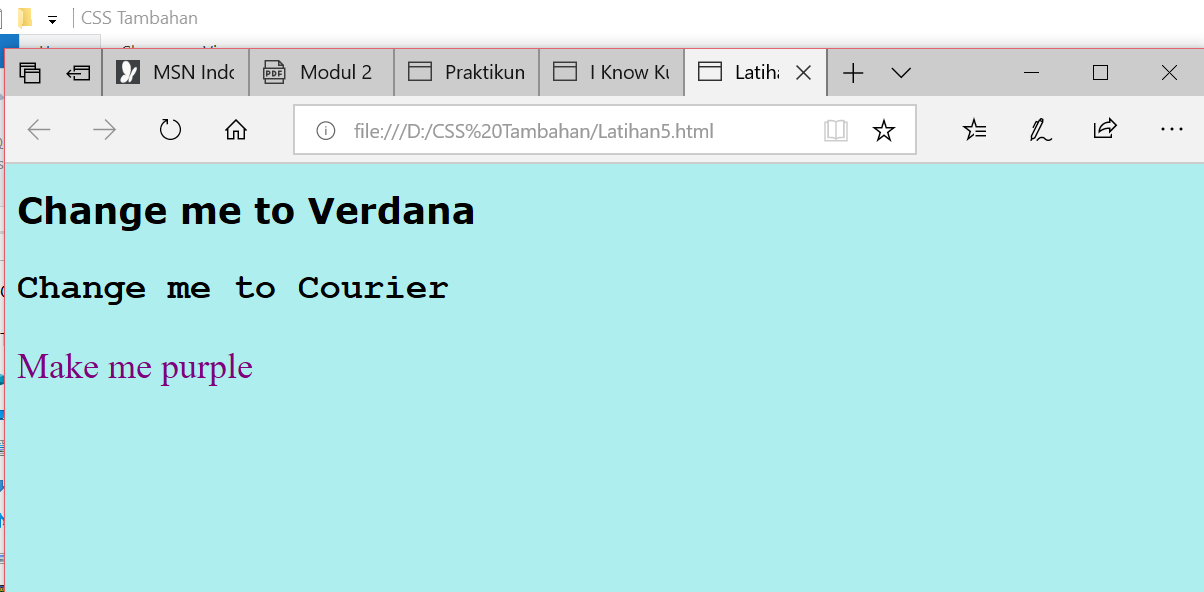 CSS Tambahan
MSN Indo
Modul 2
Praktikun
I Know Ku
Latiha
file:///D:/CSS%20Tambahan/Latihan5.html
Change me to Verdana
Change me to Courier
Make me purple